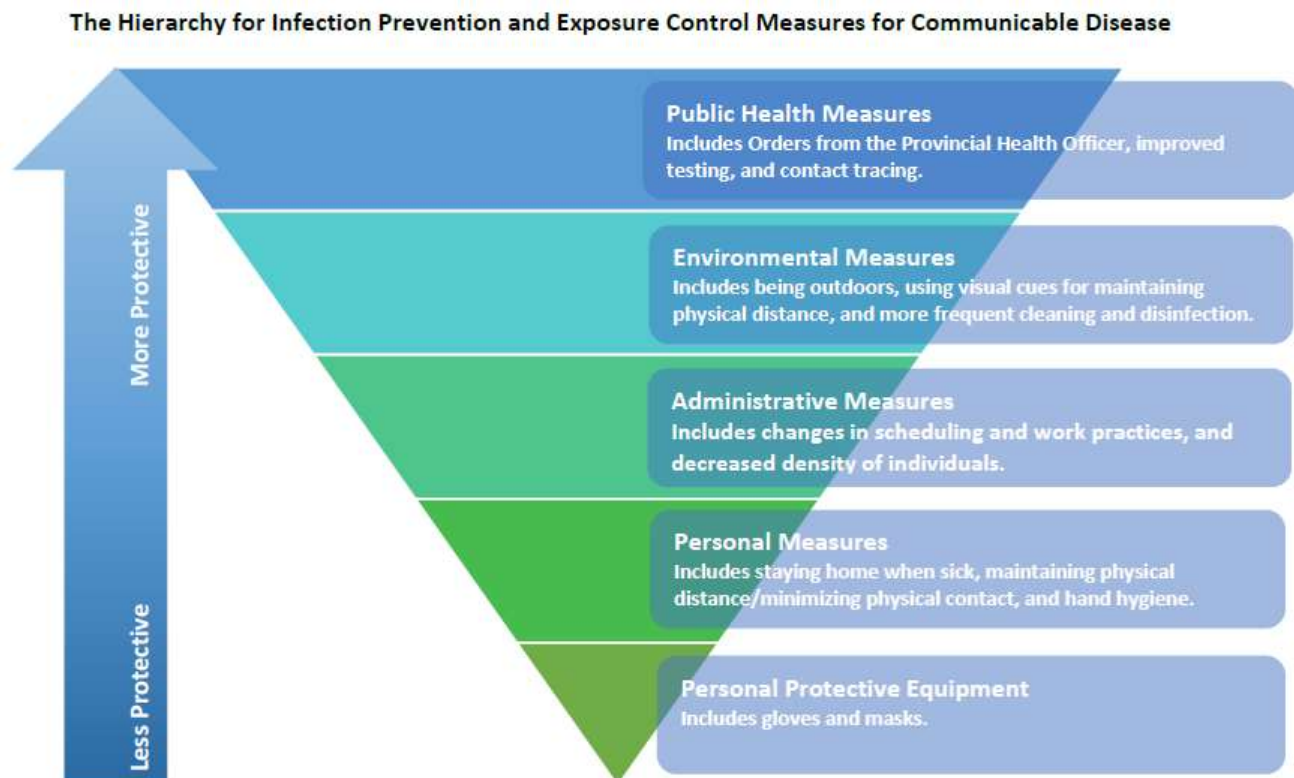 The Hierarchy for Infection Prevention and Exposure Control Measures for Communicable Disease
More Protective
Less Protective
Public Health Measures
Includes Orders from the Provincial Health Officer, improved
testing, and contact tracing.
Environmental Measures
Includes being outdoors, using visual cues for maintaining
physical distance, and more frequent cleaning and disinfection.
Administrative Measures
Includes changes in scheduling and work practices, and
decreased density of individuals.
Personal Measures
Includes staying home when sick, maintaining physical
distance/minimizing physical contact, and hand hygiene.
Personal Protective Equipment
Includes gloves and masks.